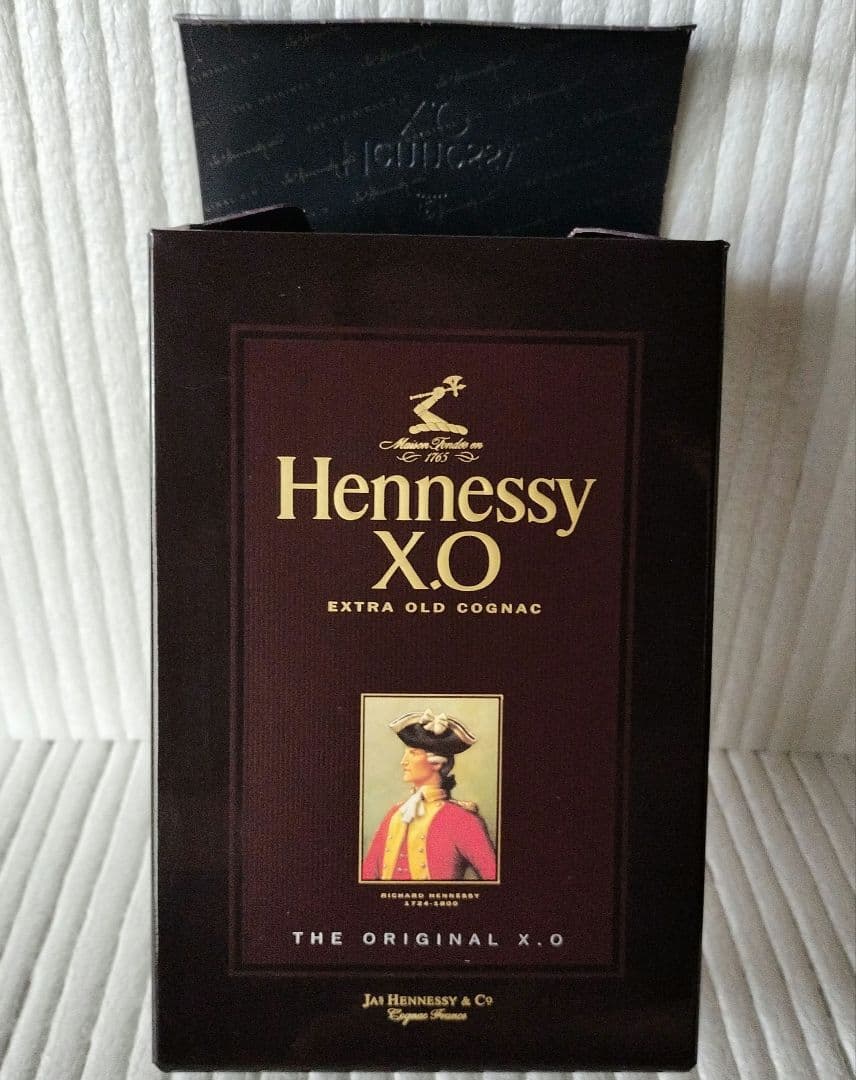 X.O
Hennessy
Maison Fondée en
1765
Hennessy
X.O
EXTRA OLD COGNAC
RICHARD HENNESSY
1724-1800
THE ORIGINAL X.O
JAS HENNESSY & Co
Cognac France